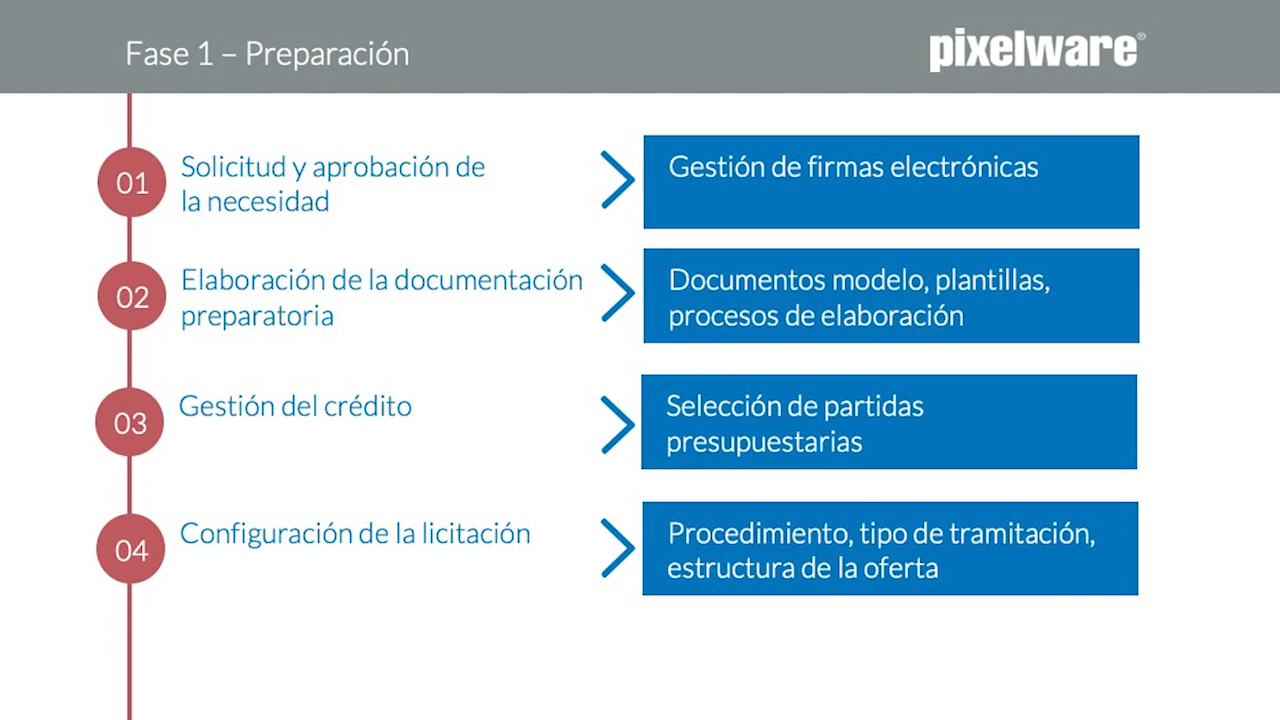 Fase 1 – Preparación
pixelware®
01
Solicitud y aprobación de
la necesidad
Gestión de firmas electrónicas
02
Elaboración de la documentación
preparatoria
Documentos modelo, plantillas,
procesos de elaboración
03
Gestión del crédito
Selección de partidas
presupuestarias
04
Configuración de la licitación
Procedimiento, tipo de tramitación,
estructura de la oferta